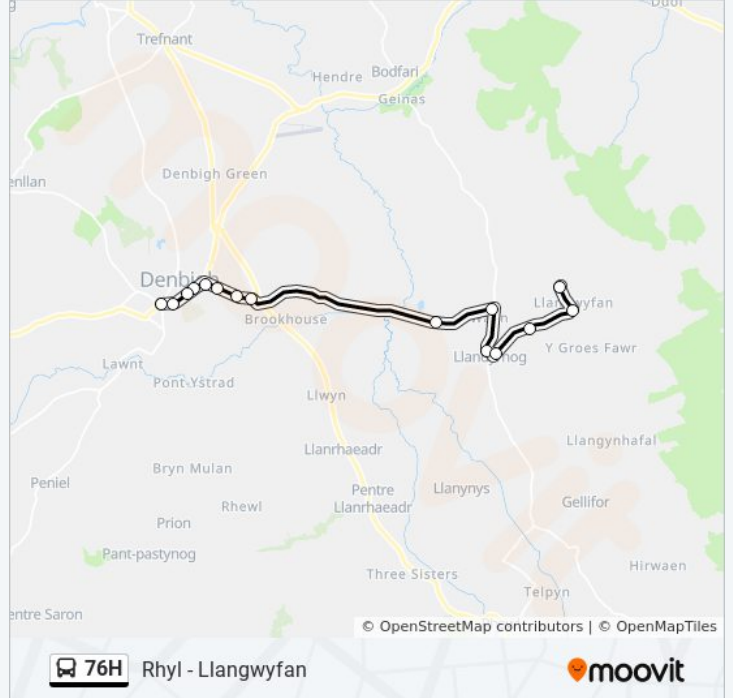 Trefnant
Hendre
Bodfari
Geinas
Denbigh Green
enllan
Denbigh
Brookhouse
Y Groes Fawr
Lawnt
Pont Ystrad
Llwyn
Llangynhafal
Llanrhaeadr
Bryn Mulan
Peniel
Pentre
Llanrhaeadr
Llanynys
Gellifor
Rhewl
Prion
Pant-pastynog
Hirwaen
Three Sisters
Telpyn
entre Saron
© OpenStreetMap contributors | © OpenMapTiles
76H
Rhyl - Llangwyfan
moovit